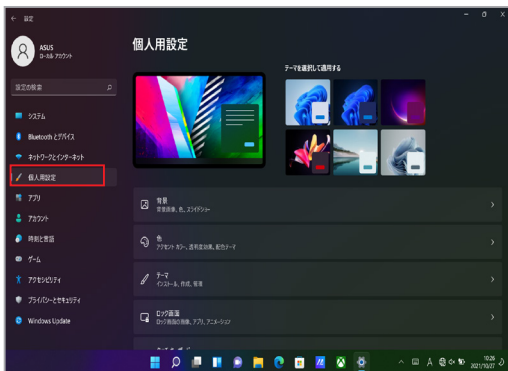 設定
ASUS
ローカル アカウント
設定の検索
システム
Bluetooth とデバイス
ネットワークとインターネット
個人用設定
アプリ
アカウント
時刻と言語
ゲーム
アクセシビリティ
プライバシーとセキュリティ
Windows Update
個人用設定
テーマを選択して適用する
背景
背景画像、色、スライドショー
色
アクセント カラー、透明度効果、配色テーマ
テーマ
インストール、作成、管理
ロック画面
ロック画面の画像、アプリ、アニメーション
A
10:26
2021/10/27